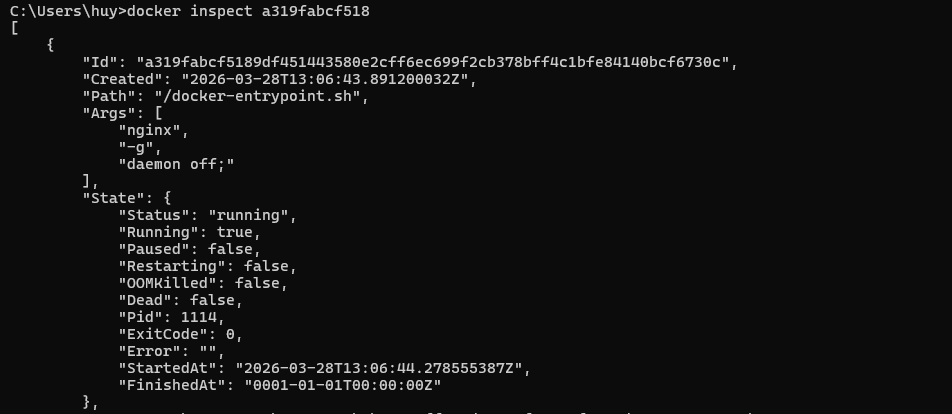 C:\Users\huy>docker inspect a319fabcf518
[
    {
        "Id": "a319fabcf5189df451443580e2cff6ec699f2cb378bff4c1bfe84140bcf6730c",
        "Created": "2026-03-28T13:06:43.891200032Z",
        "Path": "/docker-entrypoint.sh",
        "Args": [
            "nginx",
            "-g",
            "daemon off;"
        ],
        "State": {
            "Status": "running",
            "Running": true,
            "Paused": false,
            "Restarting": false,
            "OOMKilled": false,
            "Dead": false,
            "Pid": 1114,
            "ExitCode": 0,
            "Error": "",
            "StartedAt": "2026-03-28T13:06:44.278555387Z",
            "FinishedAt": "0001-01-01T00:00:00Z"
        },